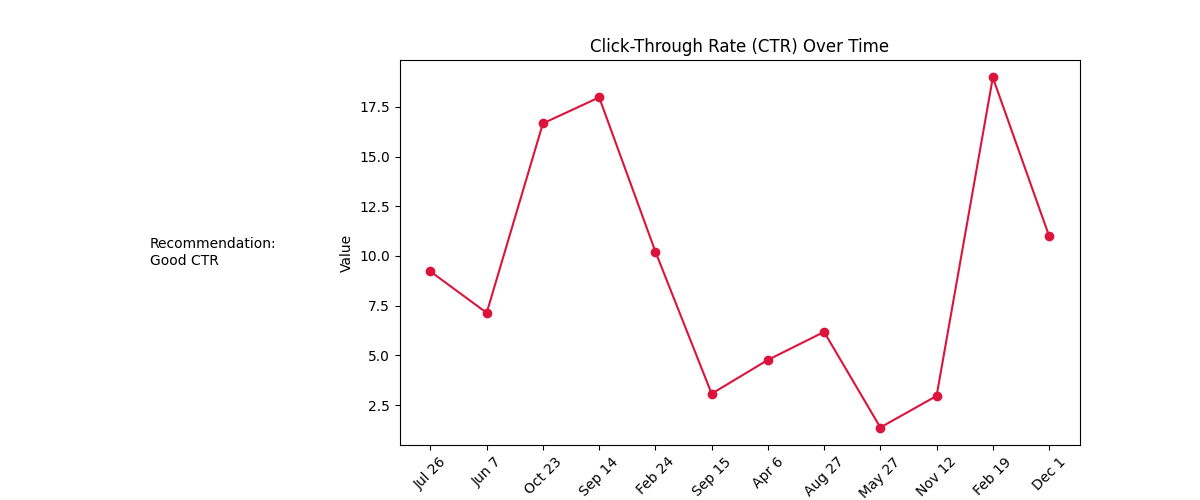 Click-Through Rate (CTR) Over Time
Recommendation:
Good CTR
Value
17.5
15.0
12.5
10.0
7.5
5.0
2.5
Jul 26
Jun 7
Oct 23
Sep 14
Feb 24
Sep 15
Apr 6
Aug 27
May 27
Nov 12
Feb 19
Dec 1